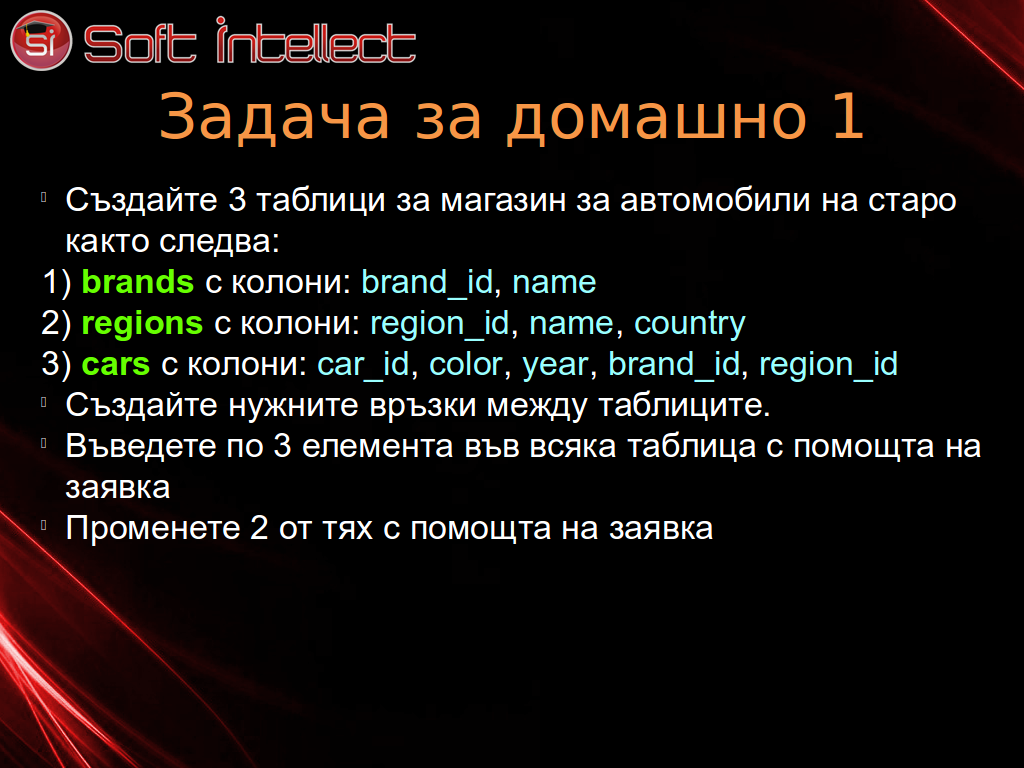 Si Soft Intellect
Задача за домашно 1
Създайте 3 таблици за магазин за автомобили на старо
както следва:
1) brands с колони: brand_id, name
2) regions с колони: region_id, name, country
3) cars с колони: car_id, color, year, brand_id, region_id
Създайте нужните връзки между таблиците.
Въведете по 3 елемента във всяка таблица с помощта на
заявка
Променете 2 от тях с помощта на заявка